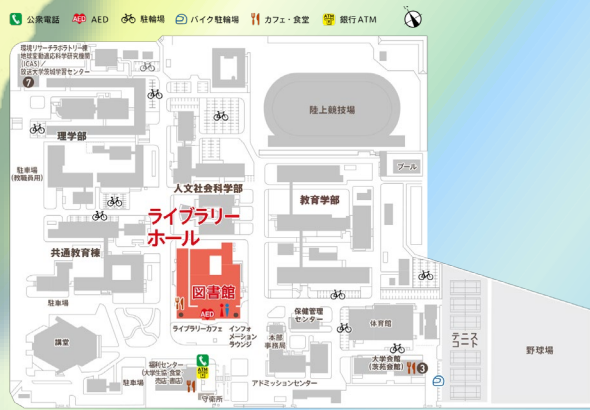 公衆電話 AED 駐輪場 バイク駐輪場 カフェ・食堂 銀行ATM
環境リサーチラボラトリー棟
地球変動適応科学研究機関
(ICAS)／
放送大学茨城学習センター
7
理学部
陸上競技場
プール
駐車場
(教職員用)
人文社会科学部
教育学部
ライブラリー
ホール
共通教育棟
図書館
AED
駐車場
ライブラリーカフェ
インフォ
メーション
ラウンジ
保健管理
センター
体育館
テニス
コート
野球場
講堂
本部
事務局
福利センター
(大学生協・食堂
売店・書店)
ATM
大学会館
(茨苑会館)
3
駐車場
アドミッションセンター
守衛所